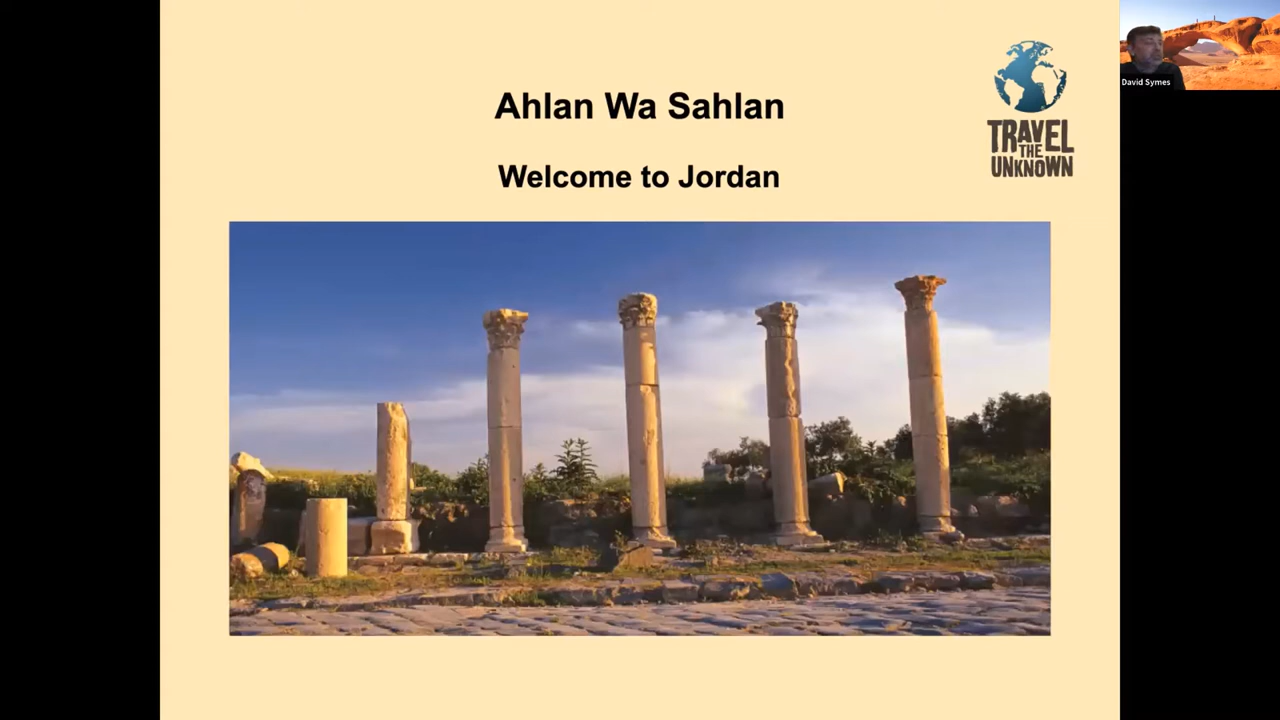 Ahlan Wa Sahlan
Welcome to Jordan
TRAVEL
THE
UNKNOWN
David Symes